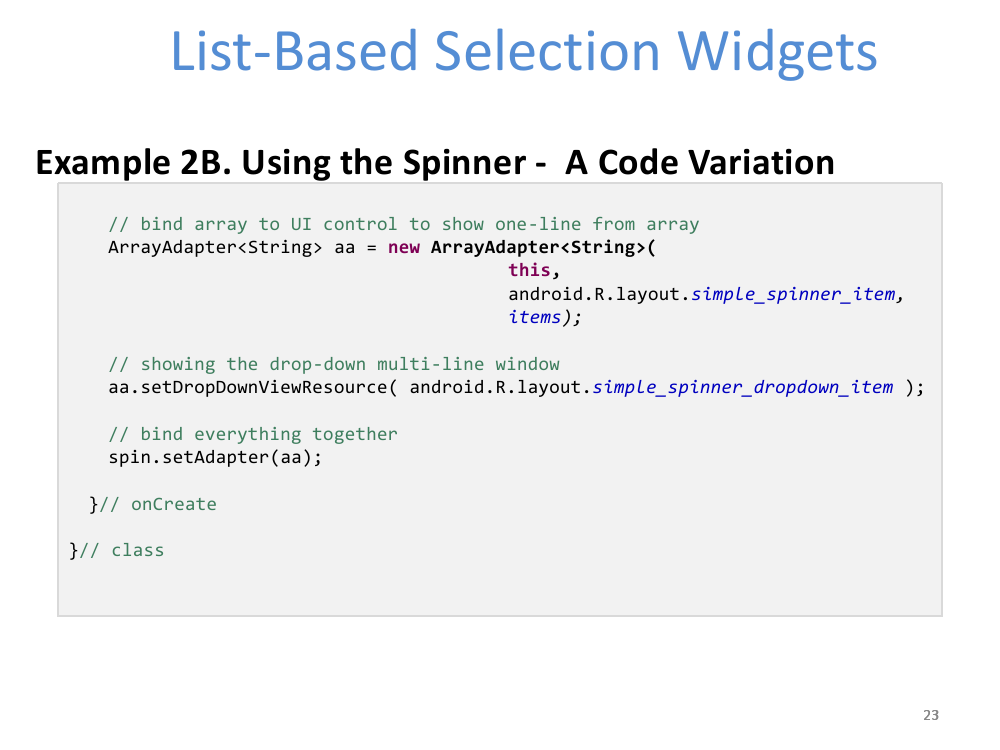 List-Based Selection Widgets
Example 2B. Using the Spinner -  A Code Variation
// bind array to UI control to show one-line from array
ArrayAdapter<String> aa = new ArrayAdapter<String>(
this,
android.R.layout.simple_spinner_item,
items);
// showing the drop-down multi-line window
aa.setDropDownViewResource( android.R.layout.simple_spinner_dropdown_item );
// bind everything together
spin.setAdapter(aa);
}// onCreate
}// class
23